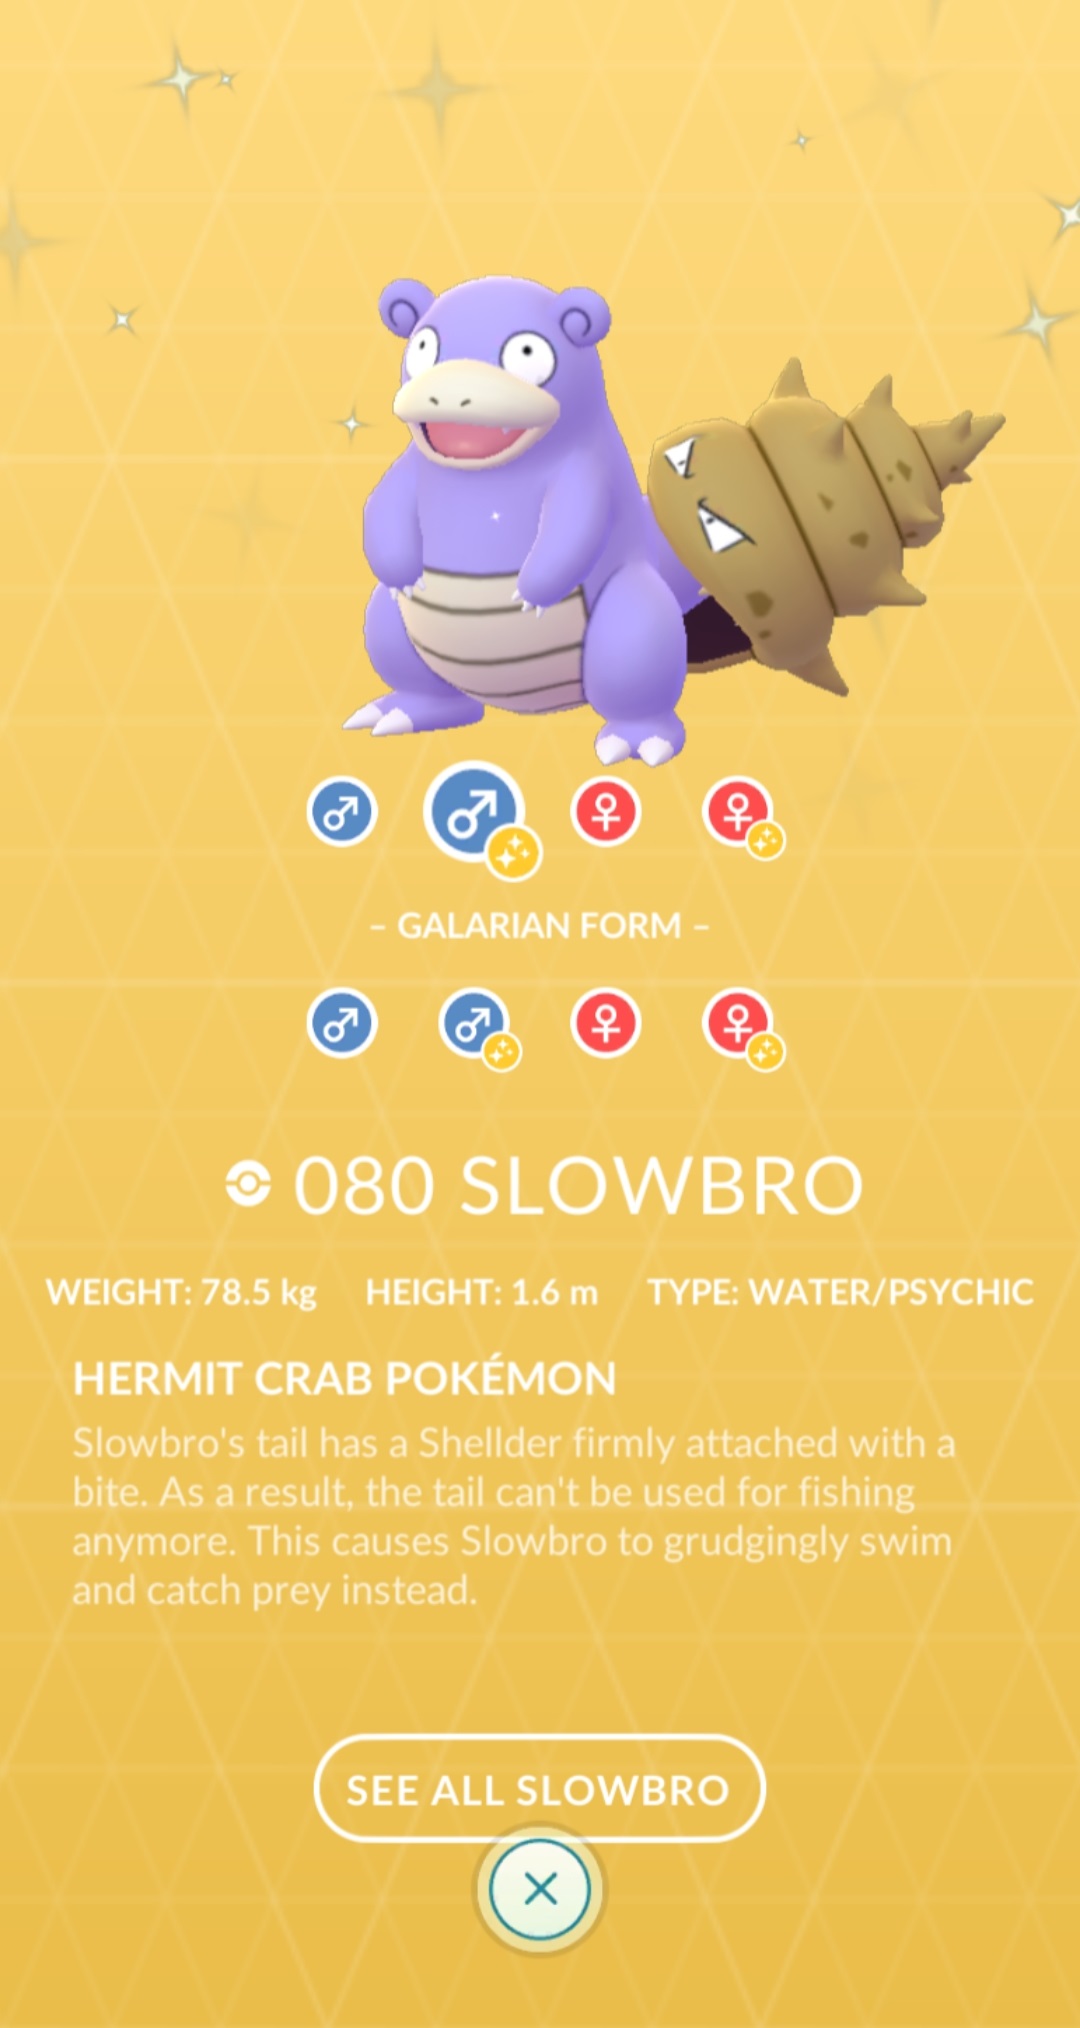 – GALARIAN FORM –
080 SLOWBRO
WEIGHT: 78.5 kg HEIGHT: 1.6 m TYPE: WATER/PSYCHIC
HERMIT CRAB POKÉMON
Slowbro's tail has a Shellder firmly attached with a
bite. As a result, the tail can't be used for fishing
anymore. This causes Slowbro to grudgingly swim
and catch prey instead.
SEE ALL SLOWBRO